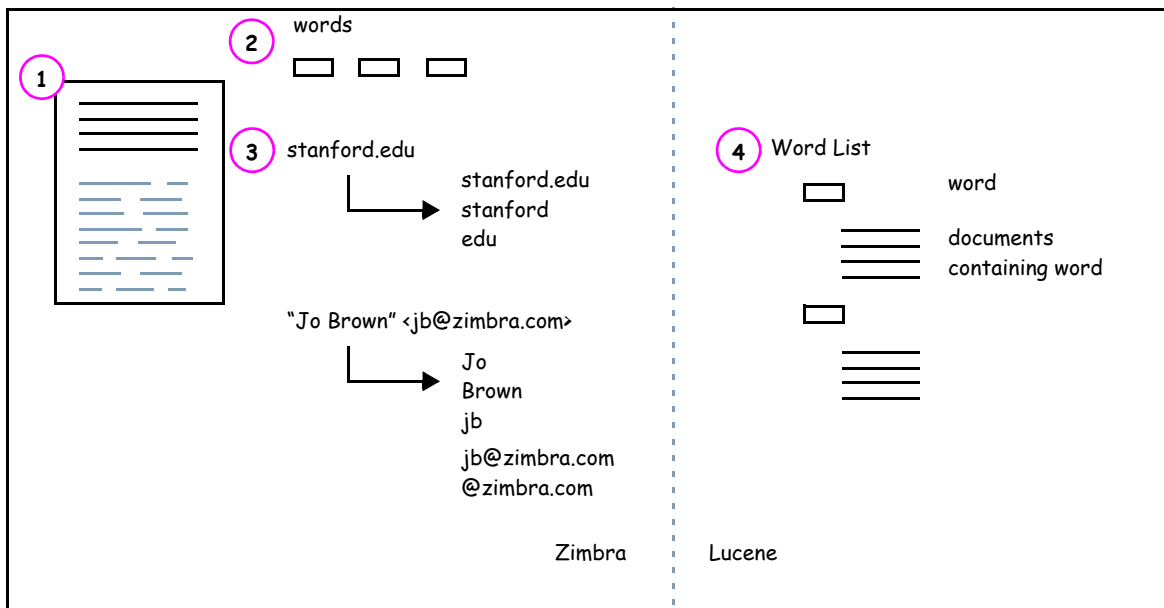 1
2
words
3
stanford.edu
stanford.edu
stanford
edu
“Jo Brown” <jb@zimbra.com>
Jo
Brown
jb
jb@zimbra.com
@zimbra.com
Zimbra
4
Word List
word
documents
containing word
Lucene